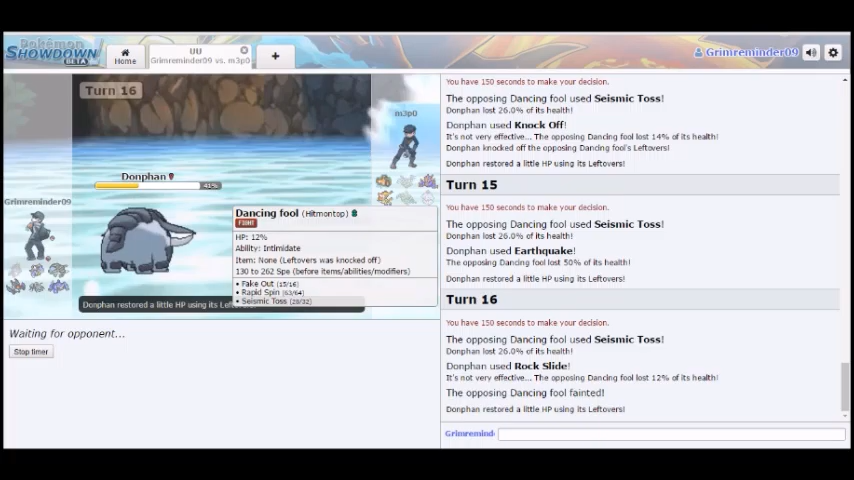 Pokémon
SHOWDOWN
BETA
Home
UU
Grimreminder09 vs. m3p0
+
Grimreminder09
Turn 16
m3p0
Donphan
41%
Grimreminder09
Dancing fool (Hitmontop)
FIGHT
HP: 12%
Ability: Intimidate
Item: None (Leftovers was knocked off)
130 to 262 Spe (before items/abilities/modifiers)
• Fake Out (15/16)
• Rapid Spin (63/64)
• Seismic Toss (28/32)
Donphan restored a little HP using its Left
Waiting for opponent...
Stop timer
You have 150 seconds to make your decision.
The opposing Dancing fool used Seismic Toss!
Donphan lost 26.0% of its health!
Donphan used Knock Off!
It's not very effective... The opposing Dancing fool lost 14% of its health!
Donphan knocked off the opposing Dancing fool's Leftovers!
Donphan restored a little HP using its Leftovers!
Turn 15
You have 150 seconds to make your decision.
The opposing Dancing fool used Seismic Toss!
Donphan lost 26.0% of its health!
Donphan used Earthquake!
The opposing Dancing fool lost 50% of its health!
Donphan restored a little HP using its Leftovers!
Turn 16
You have 150 seconds to make your decision.
The opposing Dancing fool used Seismic Toss!
Donphan lost 26.0% of its health!
Donphan used Rock Slide!
It's not very effective... The opposing Dancing fool lost 12% of its health!
The opposing Dancing fool fainted!
Donphan restored a little HP using its Leftovers!
Grimremind